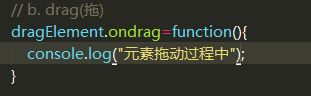 // b. drag(拖)
dragElement.ondrag=function(){
console.log("元素拖动过程中");
}